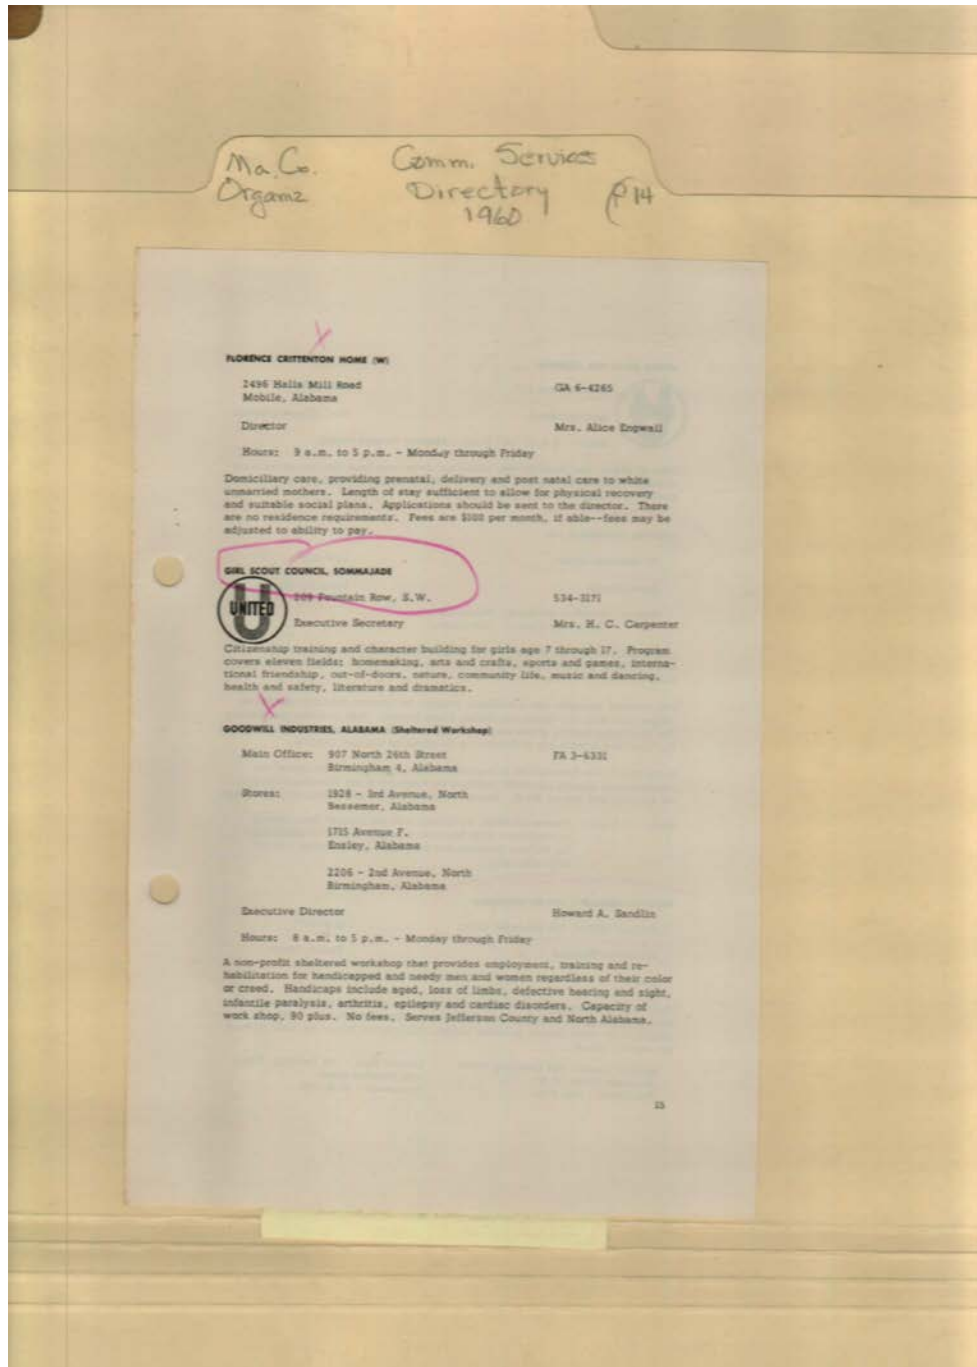 Ma. Co. Comm. Services
Organz Directory P14
1960
FLORENCE CRITTENTON HOME (W)
2496 Halls Mill Road GA 6-4265
Mobile, Alabama
Director Mrs. Alice Engwall
Hours: 9 a.m. to 5 p.m. - Monday through Friday
Domiciliary care, providing prenatal, delivery and post natal care to white
unmarried mothers. Length of stay sufficient to allow for physical recovery
and suitable social plans. Applications should be sent to the director. There
are no residence requirements. Fees are $100 per month, if able--fees may be
adjusted to ability to pay.
GIRL SCOUT COUNCIL, SOMMAJADE
UNITED
209 Fountain Row, S.W. 534-3171
Executive Secretary Mrs. H. C. Carpenter
Citizenship training and character building for girls age 7 through 17. Program
covers eleven fields; homemaking, arts and crafts, sports and games, interna-
tional friendship, out-of-doors, nature, community life, music and dancing,
health and safety, literature and dramatics.
GOODWILL INDUSTRIES, ALABAMA (Sheltered Workshop)
Main Office: 907 North 26th Street FA 3-6331
Birmingham 4, Alabama
Stores: 1928 - 3rd Avenue, North
Bessemer, Alabama
1715 Avenue F.
Ensley, Alabama
2206 - 2nd Avenue, North
Birmingham, Alabama
Executive Director Howard A. Sandlin
Hours: 8 a.m. to 5 p.m. - Monday through Friday
A non-profit sheltered workshop that provides employment, training and re-
habilitation for handicapped and needy men and women regardless of their color
or creed. Handicaps include aged, loss of limbs, defective hearing and sight,
infantile paralysis, arthritis, epilepsy and cardiac disorders. Capacity of
work shop, 90 plus. No fees. Serves Jefferson County and North Alabama.
15